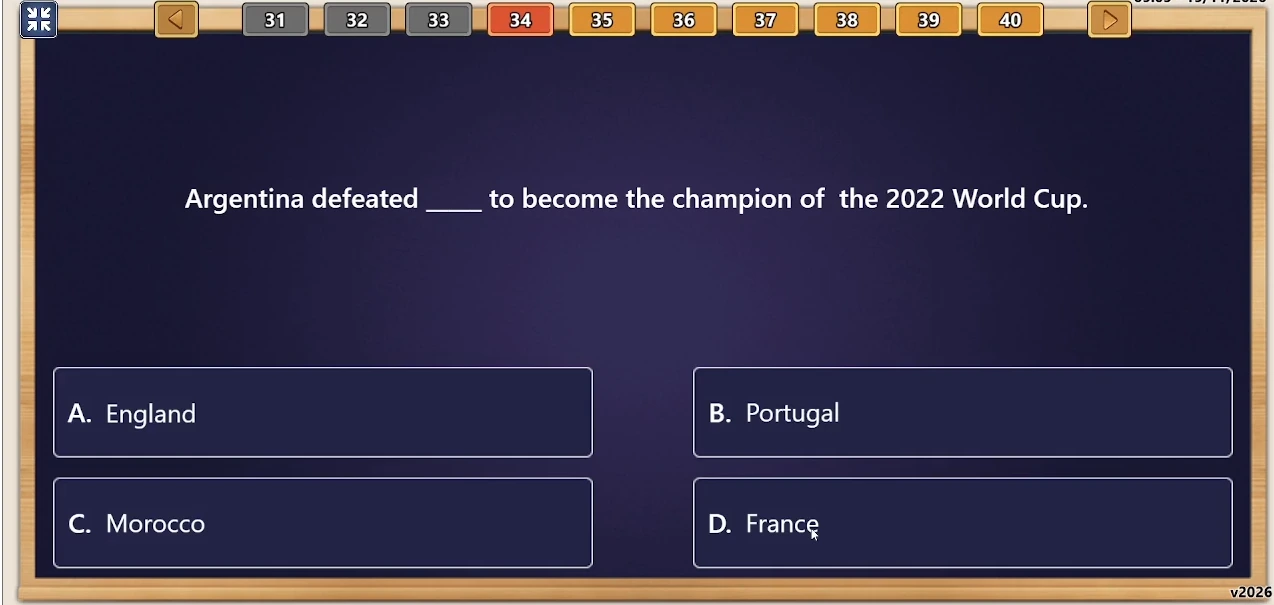 31 32 33 34 35 36 37 38 39 40
Argentina defeated _____ to become the champion of  the 2022 World Cup.
A. England
B. Portugal
C. Morocco
D. France
v2026